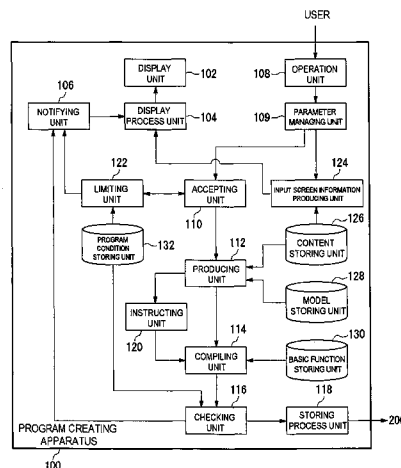 USER
106
DISPLAY
UNIT
102
108
OPERATION
UNIT
NOTIFYING
UNIT
DISPLAY
PROCESS UNIT
104
109
PARAMETER
MANAGING UNIT
122
124
LIMITING
UNIT
ACCEPTING
UNIT
110
INPUT SCREEN INFORMATION
PRODUCING UNIT
126
PROGRAM
CONDITION
STORING UNIT
132
CONTENT
STORING UNIT
112
PRODUCING
UNIT
128
MODEL
STORING UNIT
INSTRUCTING
UNIT
120
114
COMPILING
UNIT
130
BASIC FUNCTION
STORING UNIT
116
118
CHECKING
UNIT
STORING
PROCESS UNIT
200
PROGRAM CREATING
APPARATUS
100